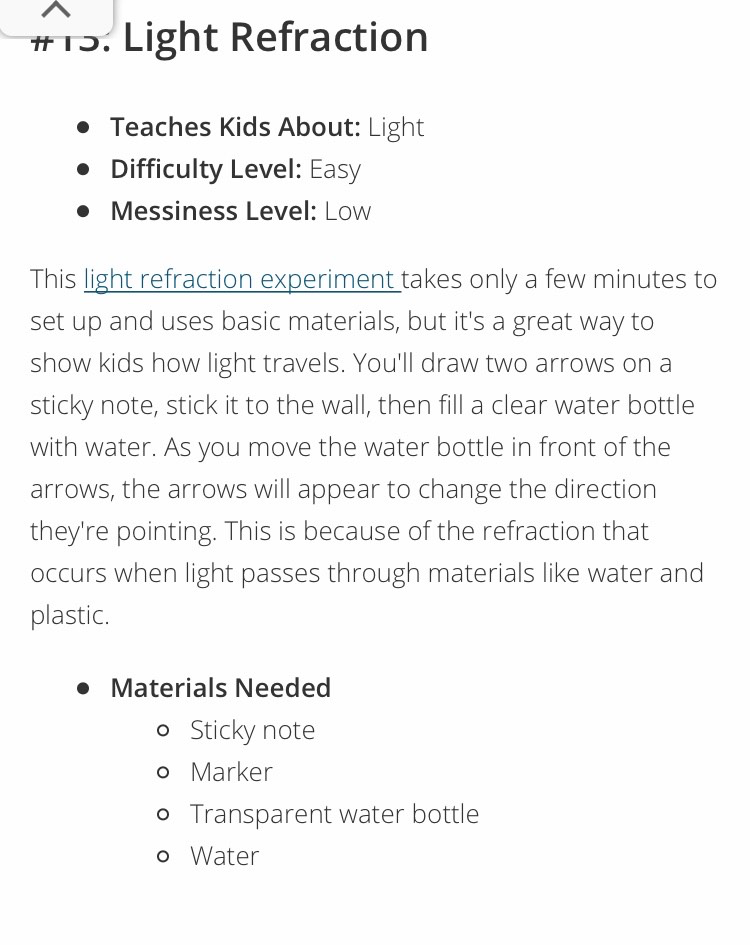 #13: Light Refraction
Teaches Kids About: Light
Difficulty Level: Easy
Messiness Level: Low
This light refraction experiment takes only a few minutes to
set up and uses basic materials, but it's a great way to
show kids how light travels. You'll draw two arrows on a
sticky note, stick it to the wall, then fill a clear water bottle
with water. As you move the water bottle in front of the
arrows, the arrows will appear to change the direction
they're pointing. This is because of the refraction that
occurs when light passes through materials like water and
plastic.
Materials Needed
Sticky note
Marker
Transparent water bottle
Water